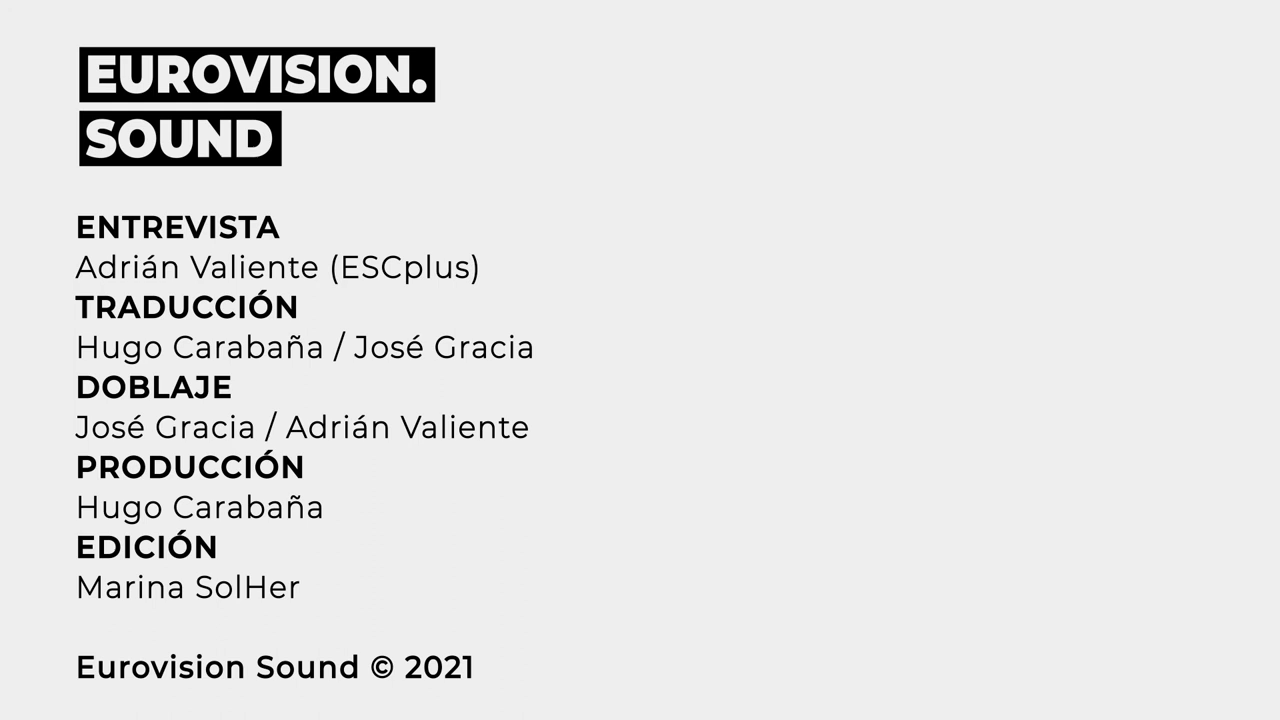 EUROVISION.
SOUND
ENTREVISTA
Adrián Valiente (ESCplus)
TRADUCCIÓN
Hugo Carabaña / José Gracia
DOBLAJE
José Gracia / Adrián Valiente
PRODUCCIÓN
Hugo Carabaña
EDICIÓN
Marina SolHer
Eurovision Sound © 2021